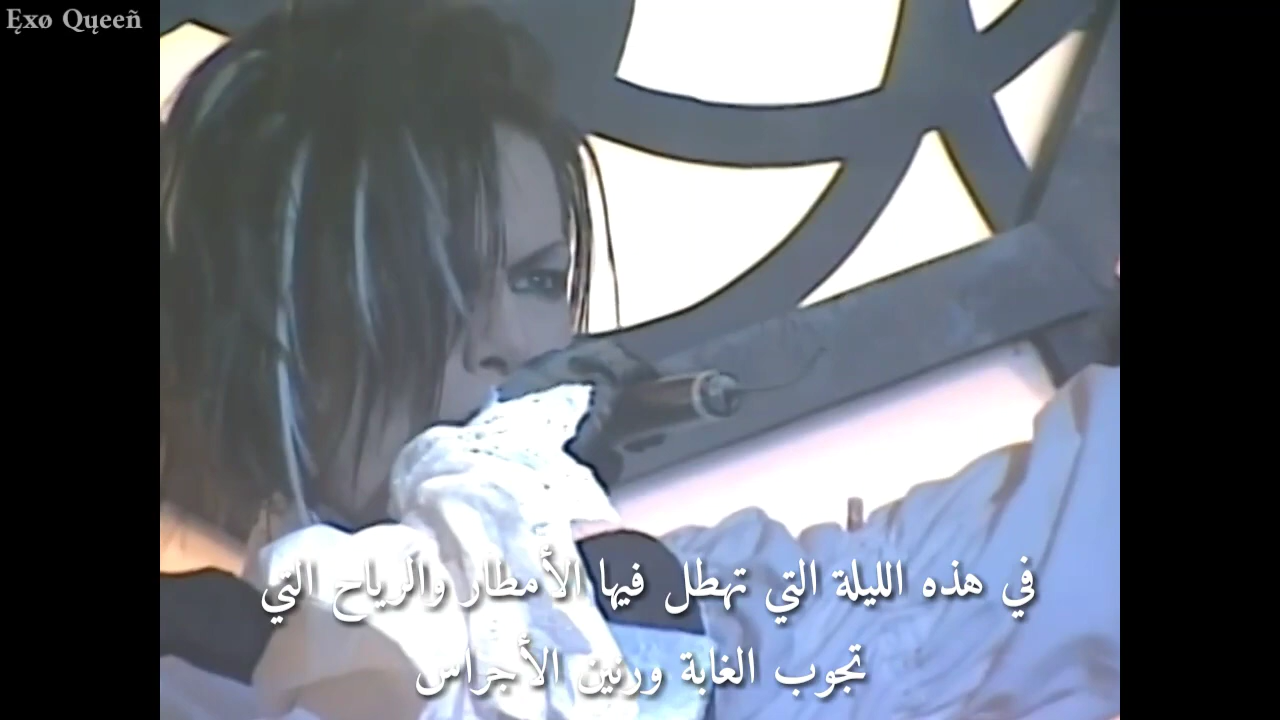 Ęxø Qųeeñ
في هذه الليلة التي تهطل فيها الأمطار والرياح التي
تجوب الغابة ورنين الأجراس